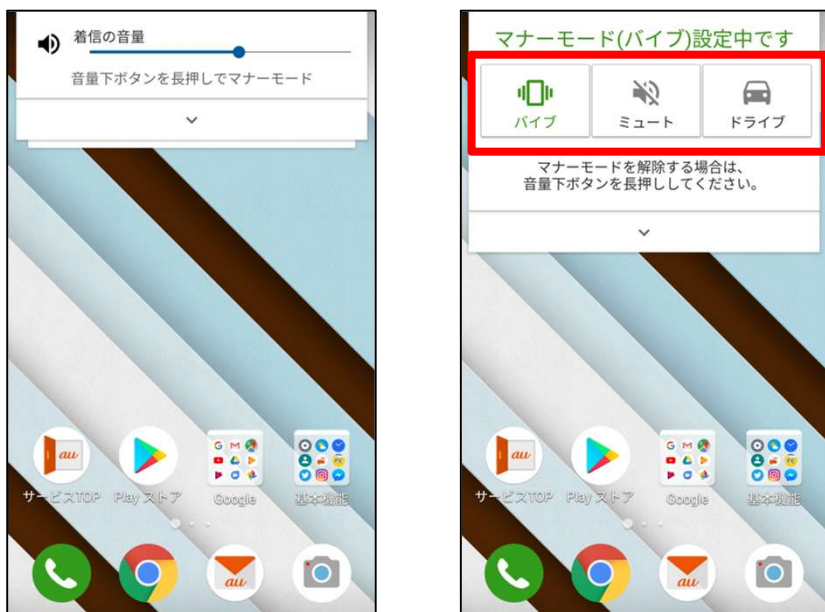 着信の音量
音量下ボタンを長押しでマナーモード
au
サービスTOP
Play ストア
Google
基本機能
au
マナーモード(バイブ)設定中です
バイブ
ミュート
ドライブ
マナーモードを解除する場合は、
音量下ボタンを長押ししてください。
au
サービスTOP
Play ストア
Google
基本機能
au